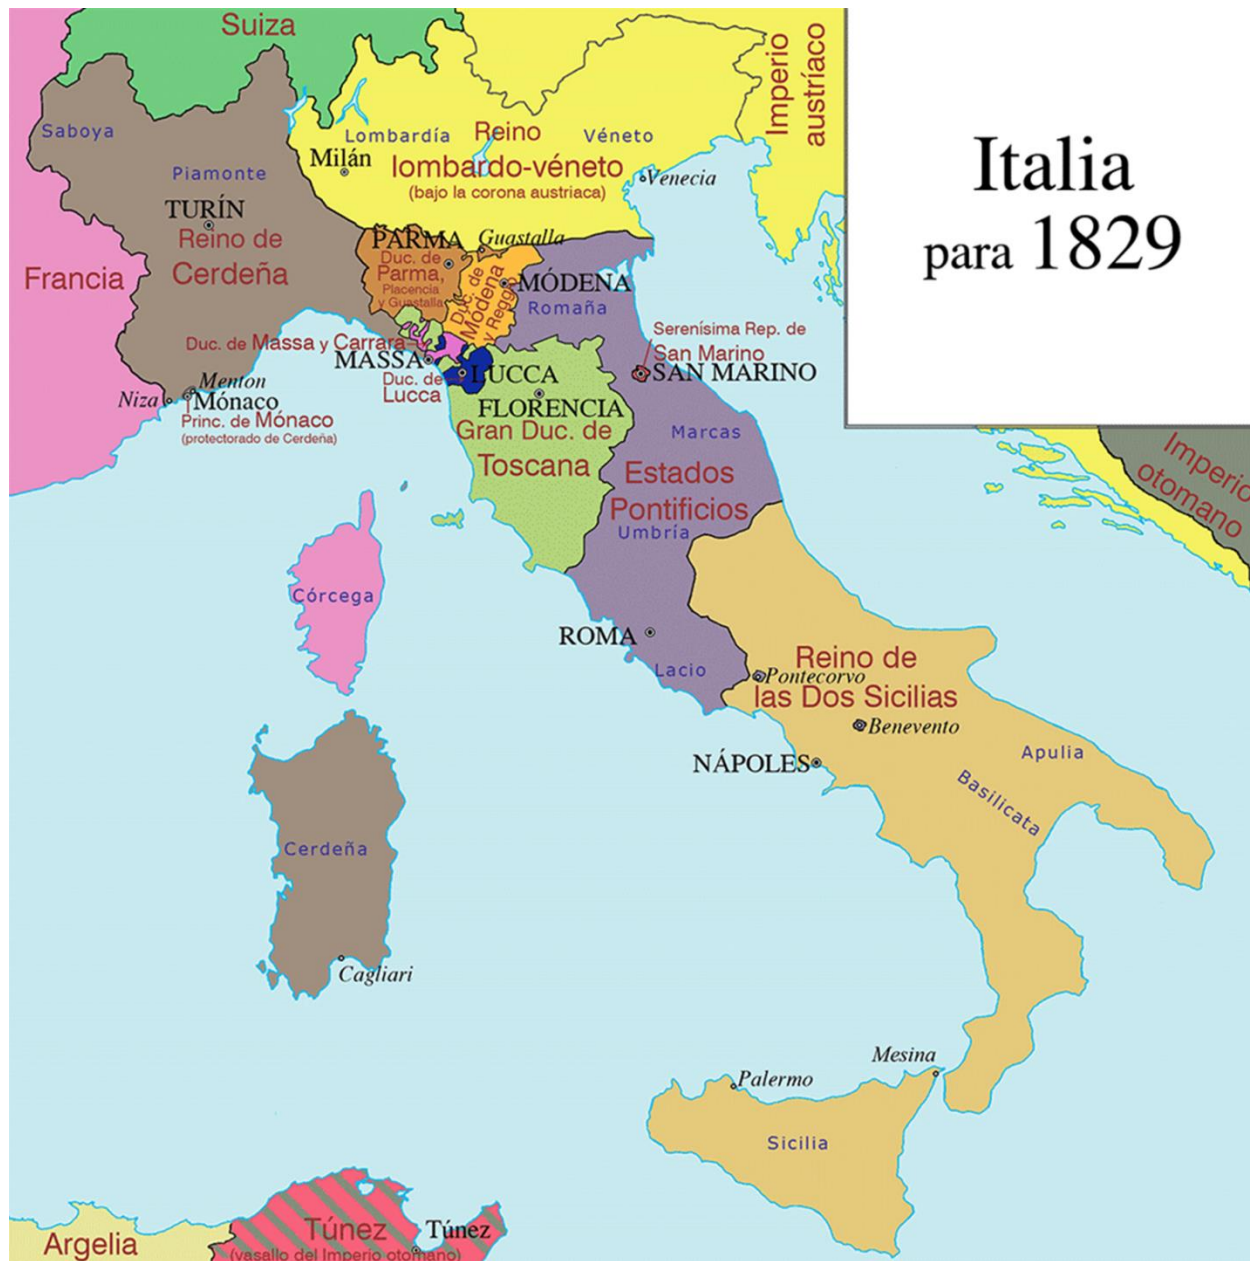 Suiza
Imperio
austríaco
Italia
para 1829
Saboya
Lombardía
Reino
Véneto
Milán
lombardo-véneto
(bajo la corona austriaca)
Venecia
Piamonte
TURÍN
Reino de
Cerdeña
Francia
PARMA
Guastalla
Duc. de
Parma,
Placencia
y Guastalla
Duc. de
Módena
y Reggio
MÓDENA
Romaña
Serenísima Rep. de
San Marino
SAN MARINO
Duc. de Massa y Carrara
MASSA
Duc. de
Lucca
LUCCA
FLORENCIA
Gran Duc. de
Toscana
Menton
Niza
Mónaco
Princ. de Mónaco
(protectorado de Cerdeña)
Marcas
Estados
Pontificios
Umbría
Imperio
otomano
Córcega
ROMA
Lacio
Pontecorvo
Reino de
las Dos Sicilias
Benevento
NÁPOLES
Apulia
Basilicata
Cerdeña
Cagliari
Mesina
Palermo
Sicilia
Argelia
Túnez
(vasallo del Imperio otomano)
Túnez